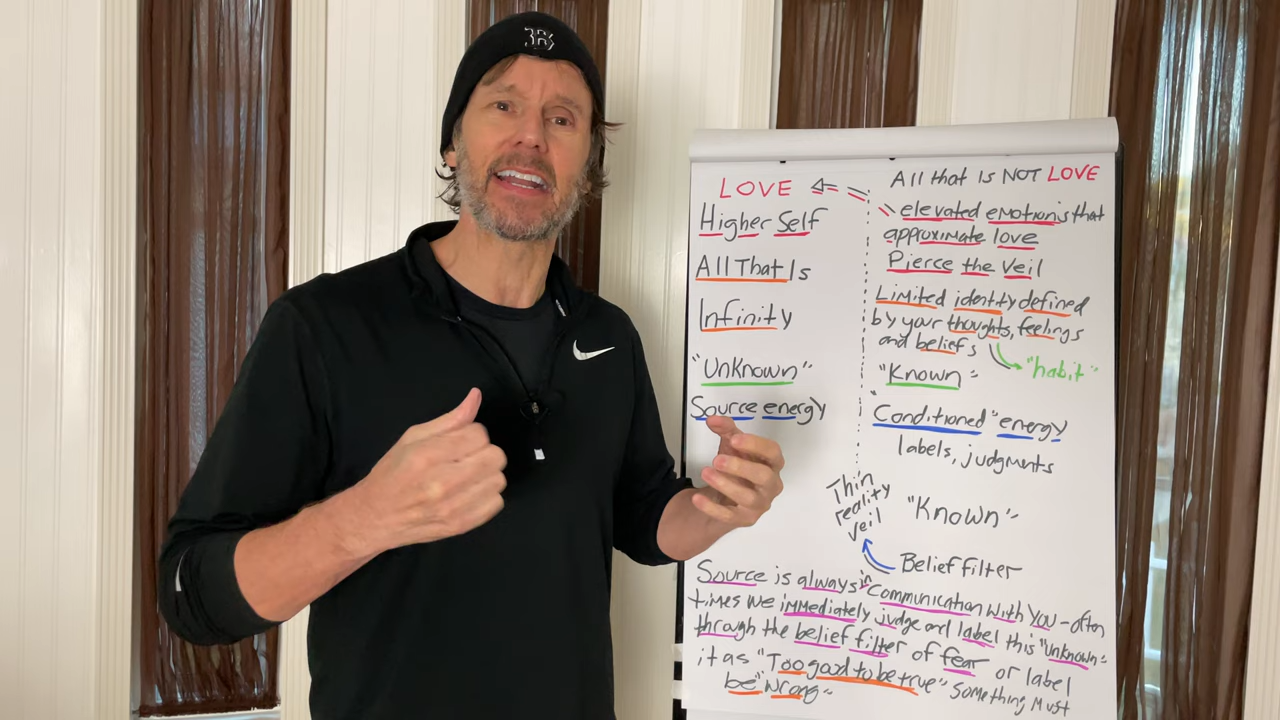 B
LOVE
Higher Self
All That Is
Infinity
"Unknown"
Source energy
All that Is NOT LOVE
elevated emotions that
approximate love
Pierce the Veil
Limited identity defined
by your thoughts, feelings
and beliefs
"habit"
"Known"
"Conditioned" energy
labels, judgments
Thin
reality
veil
"Known"
Belief filter
Source is always in communication with you - often
times we immediately judge and label this "unknown"
through the belief filter of fear or label
it as "Too good to be true" something must
be "wrong"